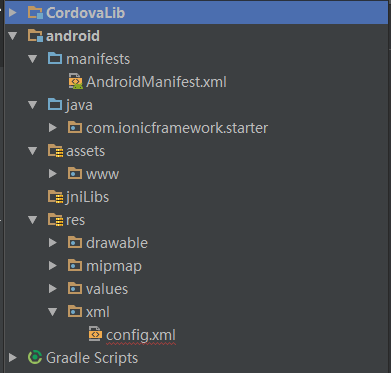 CordovaLib
android
manifests
AndroidManifest.xml
java
com.ionicframework.starter
assets
www
jniLibs
res
drawable
mipmap
values
xml
config.xml
Gradle Scripts